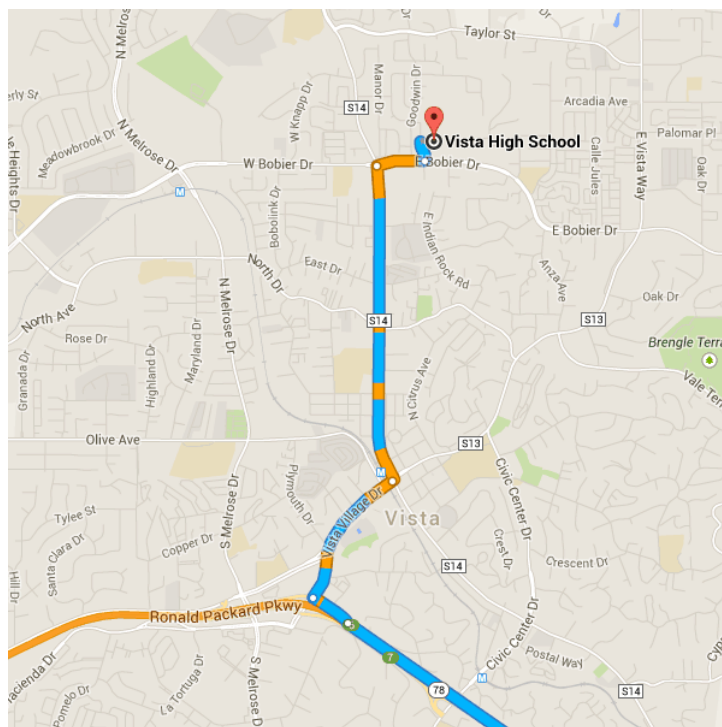 Taylor St
N Melrose Dr
Manor Dr
Goodwin Dr
W Knapp Dr
S14
Arcadia Ave
Meadowbrook Dr
N Melrose Dr
Vista High School
Palomar Pl
Calle Jules
E Vista Way
Oak Dr
W Bobier Dr
E Bobier Dr
M
Bobolink Dr
E Indian Rock Rd
E Bobier Dr
East Dr
North Dr
Anza Ave
Oak Dr
North Ave
N Melrose Dr
S14
S13
Rose Dr
Maryland Dr
Highland Dr
Granada Dr
N Citrus Ave
Vale
Olive Ave
S13
M
Plymouth Dr
Vista Village Dr
Vista
Civic Center Dr
Tylee St
Santa Clara Dr
Copper Dr
S Melrose Dr
Crest Dr
Crescent Dr
S14
Hill Dr
Ronald Packard Pkwy
7
78
Postal Way
Civic Center Dr
M
La Tortuga Dr
Pomelo Dr
S Melrose Dr
S14